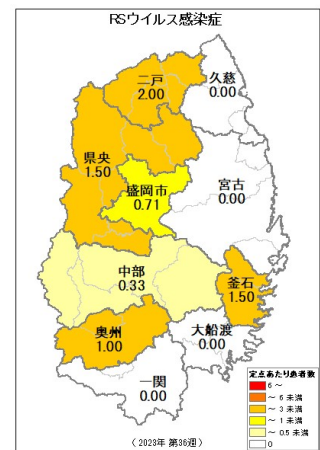 RSウイルス感染症
二戸
2.00
久慈
0.00
県央
1.50
盛岡市
0.71
宮古
0.00
中部
0.33
釜石
1.50
奥州
1.00
大船渡
0.00
一関
0.00
定点あたり患者数
6 ～
～ 6 未満
～ 3 未満
～ 1 未満
～ 0.5 未満
0
（ 2023年 第36週 ）